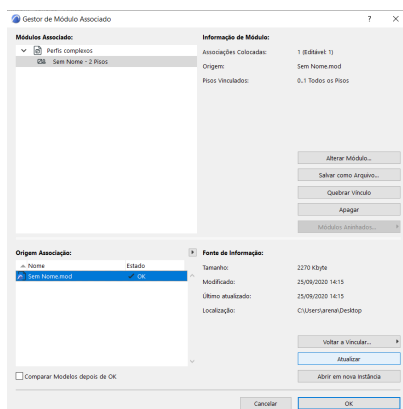 Gestor de Módulo Associado
? ×
Módulos Associado:
Perfis complexos
Sem Nome - 2 Pisos
Informação de Módulo:
Associações Colocadas: 1 (Editável: 1)
Origem: Sem Nome.mod
Pisos Vinculados: 0..1 Todos os Pisos
Alterar Módulo...
Salvar como Arquivo...
Quebrar Vínculo
Apagar
Módulos Aninhados...
Origem Associação:
Nome Estado
Sem Nome.mod ✓ OK
Comparar Modelos depois de OK
Fonte de Informação:
Tamanho: 2270 Kbyte
Modificado: 25/09/2020 14:15
Último atualizado: 25/09/2020 14:15
Localização: C:\Users\arena\Desktop
Voltar a Vincular...
Atualizar
Abrir em nova Instância
Cancelar OK